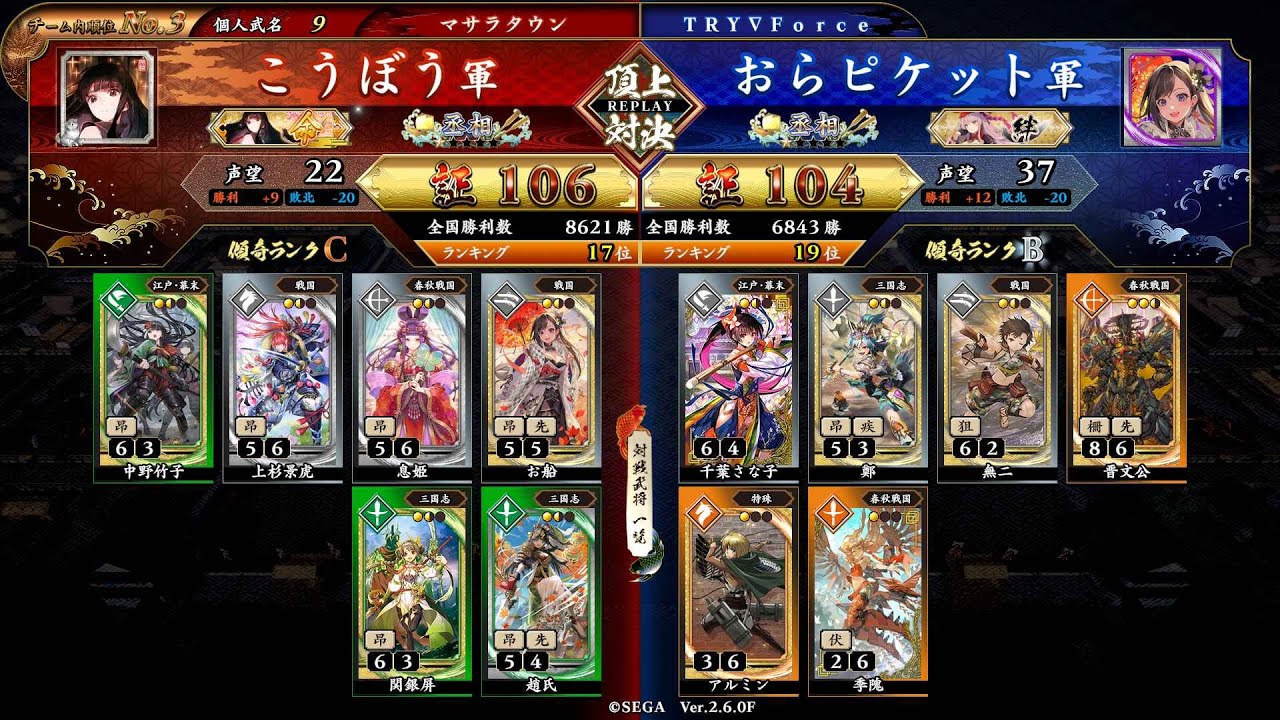 チーム内順位 No.3 個人武名 9 マサラタウン TRY∇Force
こうぼう軍 頂上 REPLAY 対決 おらピケット軍
命 丞相 丞相 絆
声望 22 証 106 証 104 声望 37
勝利 +9 敗北 -20 勝利 +12 敗北 -20
全国勝利数 8621勝 全国勝利数 6843勝
傾奇ランク C ランキング 17位 ランキング 19位 傾奇ランク B
江戸・幕末 戦国 春秋戦国 戦国 江戸・幕末 三国志 戦国 春秋戦国
昴 昴 昴 昴 先 昴 疾 狙 柵 先
6 3 5 6 5 6 5 5 6 4 5 3 6 2 8 6
中野竹子 上杉景虎 息姫 お船 千葉さな子 鄭 無二 晋文公
対戦武将一覧
三国志 三国志 特殊 春秋戦国
昴 昴 先 伏
6 3 5 4 3 6 2 6
関銀屏 趙氏 アルミン 季隗
©SEGA Ver.2.6.0F